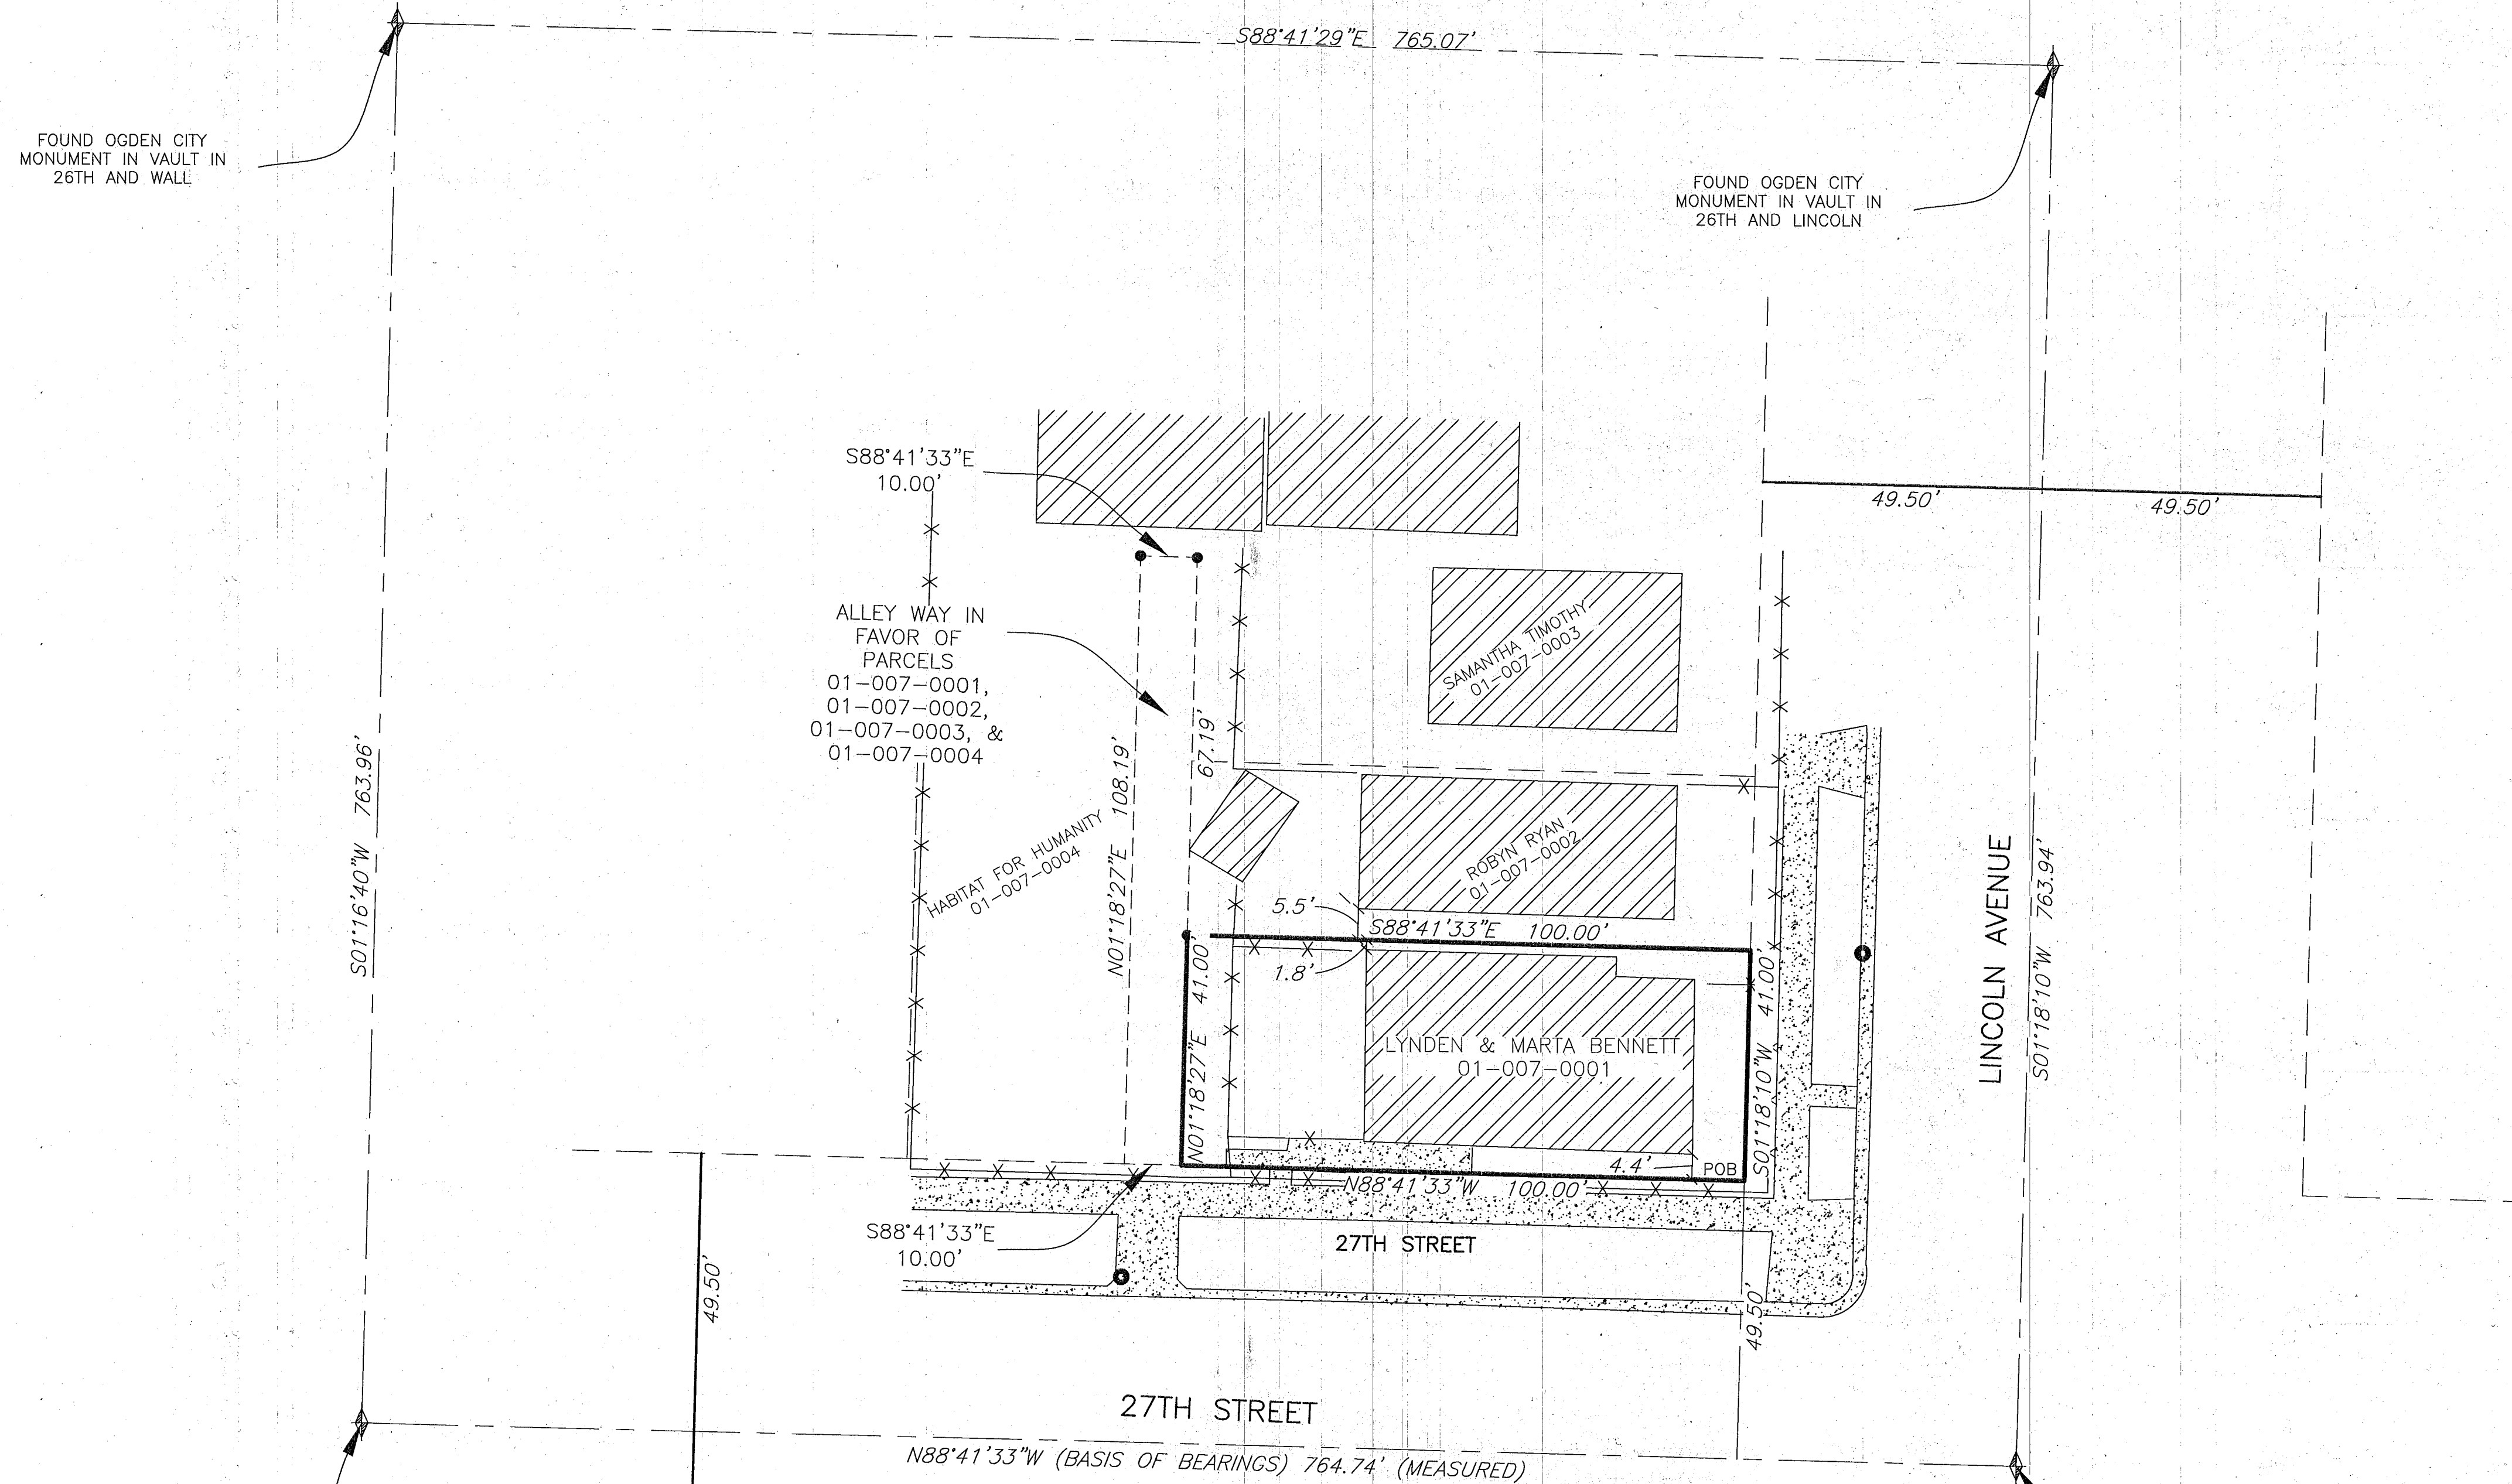 S88°41'29"E 765.07'
FOUND OGDEN CITY
MONUMENT IN VAULT IN
26TH AND WALL
FOUND OGDEN CITY
MONUMENT IN VAULT IN
26TH AND LINCOLN
S88°41'33"E
10.00'
49.50'
49.50'
ALLEY WAY IN
FAVOR OF
PARCELS
01-007-0001,
01-007-0002,
01-007-0003, &
01-007-0004
SAMANTHA TIMOTHY
01-007-0003
67.19'
N01°18'27"E 108.19'
S01°16'40"W 763.96'
HABITAT FOR HUMANITY
01-007-0004
ROBYN RYAN
01-007-0002
5.5'
S88°41'33"E 100.00'
1.8'
N01°18'27"E 41.00'
LYNDEN & MARTA BENNETT
01-007-0001
S01°18'10"W 41.00'
LINCOLN AVENUE
S01°18'10"W 763.94'
4.4'
POB
N88°41'33"W 100.00'
S88°41'33"E
10.00'
27TH STREET
49.50'
49.50'
27TH STREET
N88°41'33"W (BASIS OF BEARINGS) 764.74' (MEASURED)